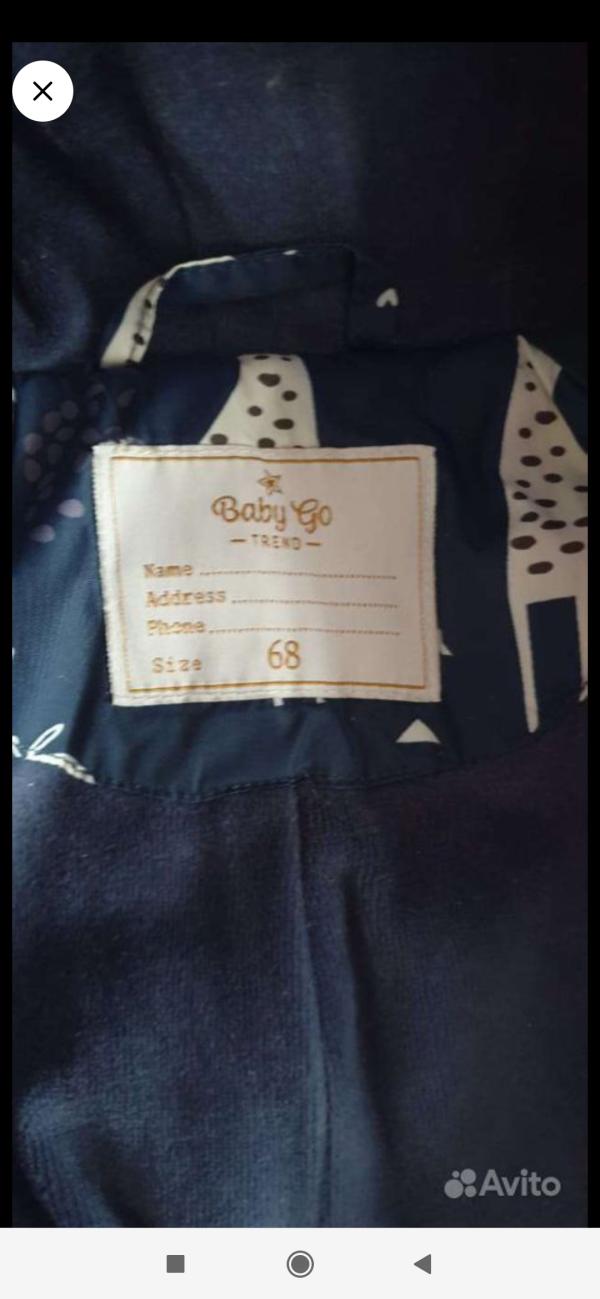 Baby Go
— TREND —
Name
Address
Phone
Size 68
Avito